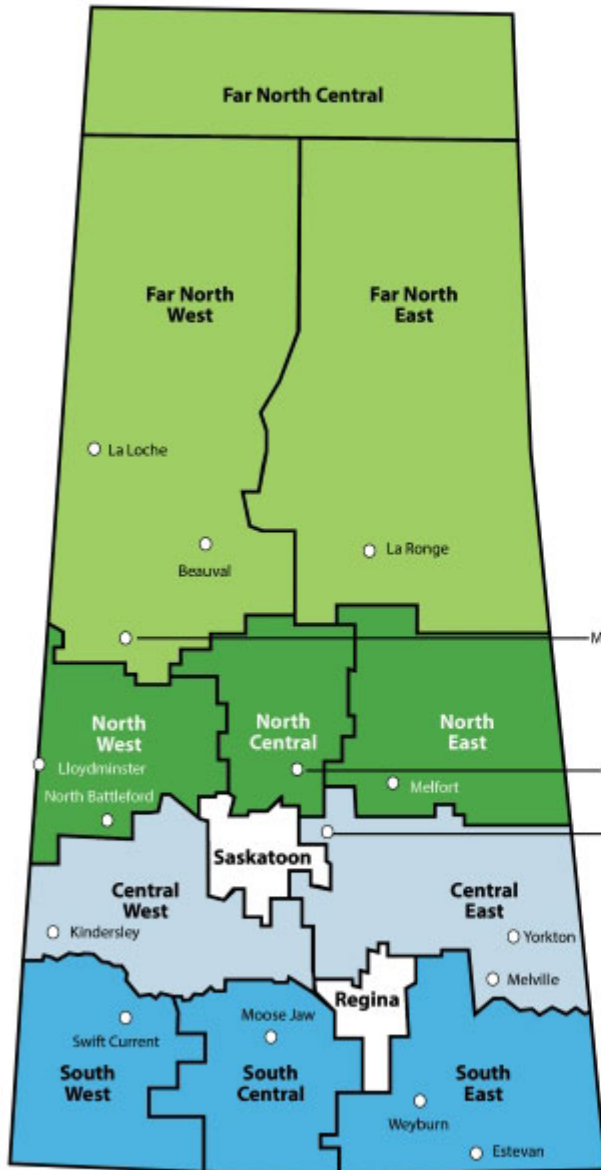 Far North Central
Far North
West
Far North
East
La Loche
Beauval
La Ronge
M
North
West
North
Central
North
East
Lloydminster
North Battleford
Melfort
Saskatoon
Central
West
Central
East
Kindersley
Yorkton
Melville
Regina
Moose Jaw
Swift Current
South
West
South
Central
South
East
Weyburn
Estevan